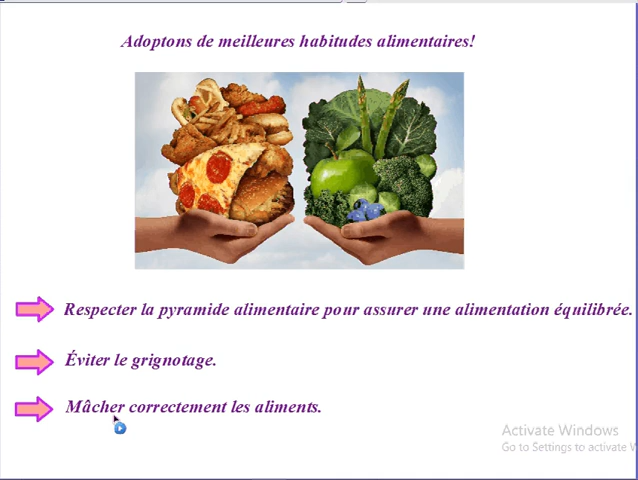 Adoptons de meilleures habitudes alimentaires!
Respecter la pyramide alimentaire pour assurer une alimentation équilibrée.
Éviter le grignotage.
Mâcher correctement les aliments.
Activate Windows
Go to Settings to activate W